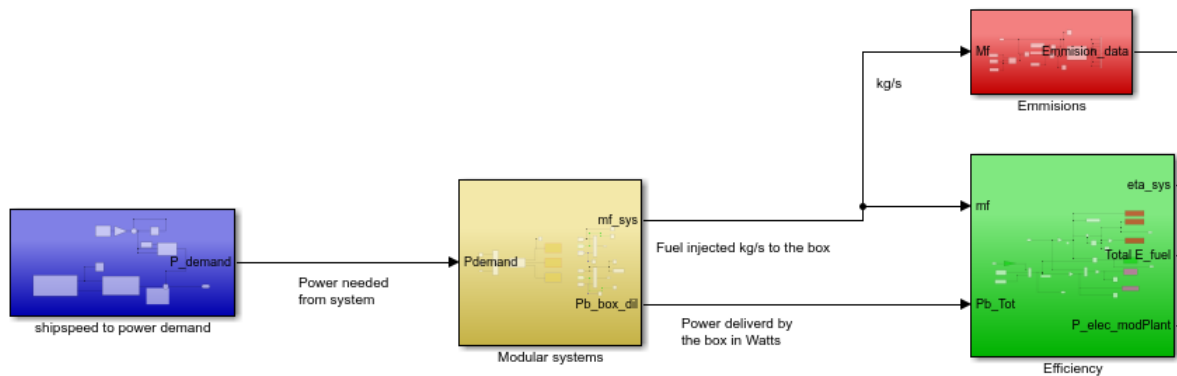 Mf
Emmision_data
Emmisions
kg/s
P_demand
shipspeed to power demand
Power needed
from system
Pdemand
mf_sys
Pb_box_dil
Modular systems
Fuel injected kg/s to the box
Power deliverd by
the box in Watts
mf
Pb_Tot
eta_sys
Total E_fuel
P_elec_modPlant
Efficiency